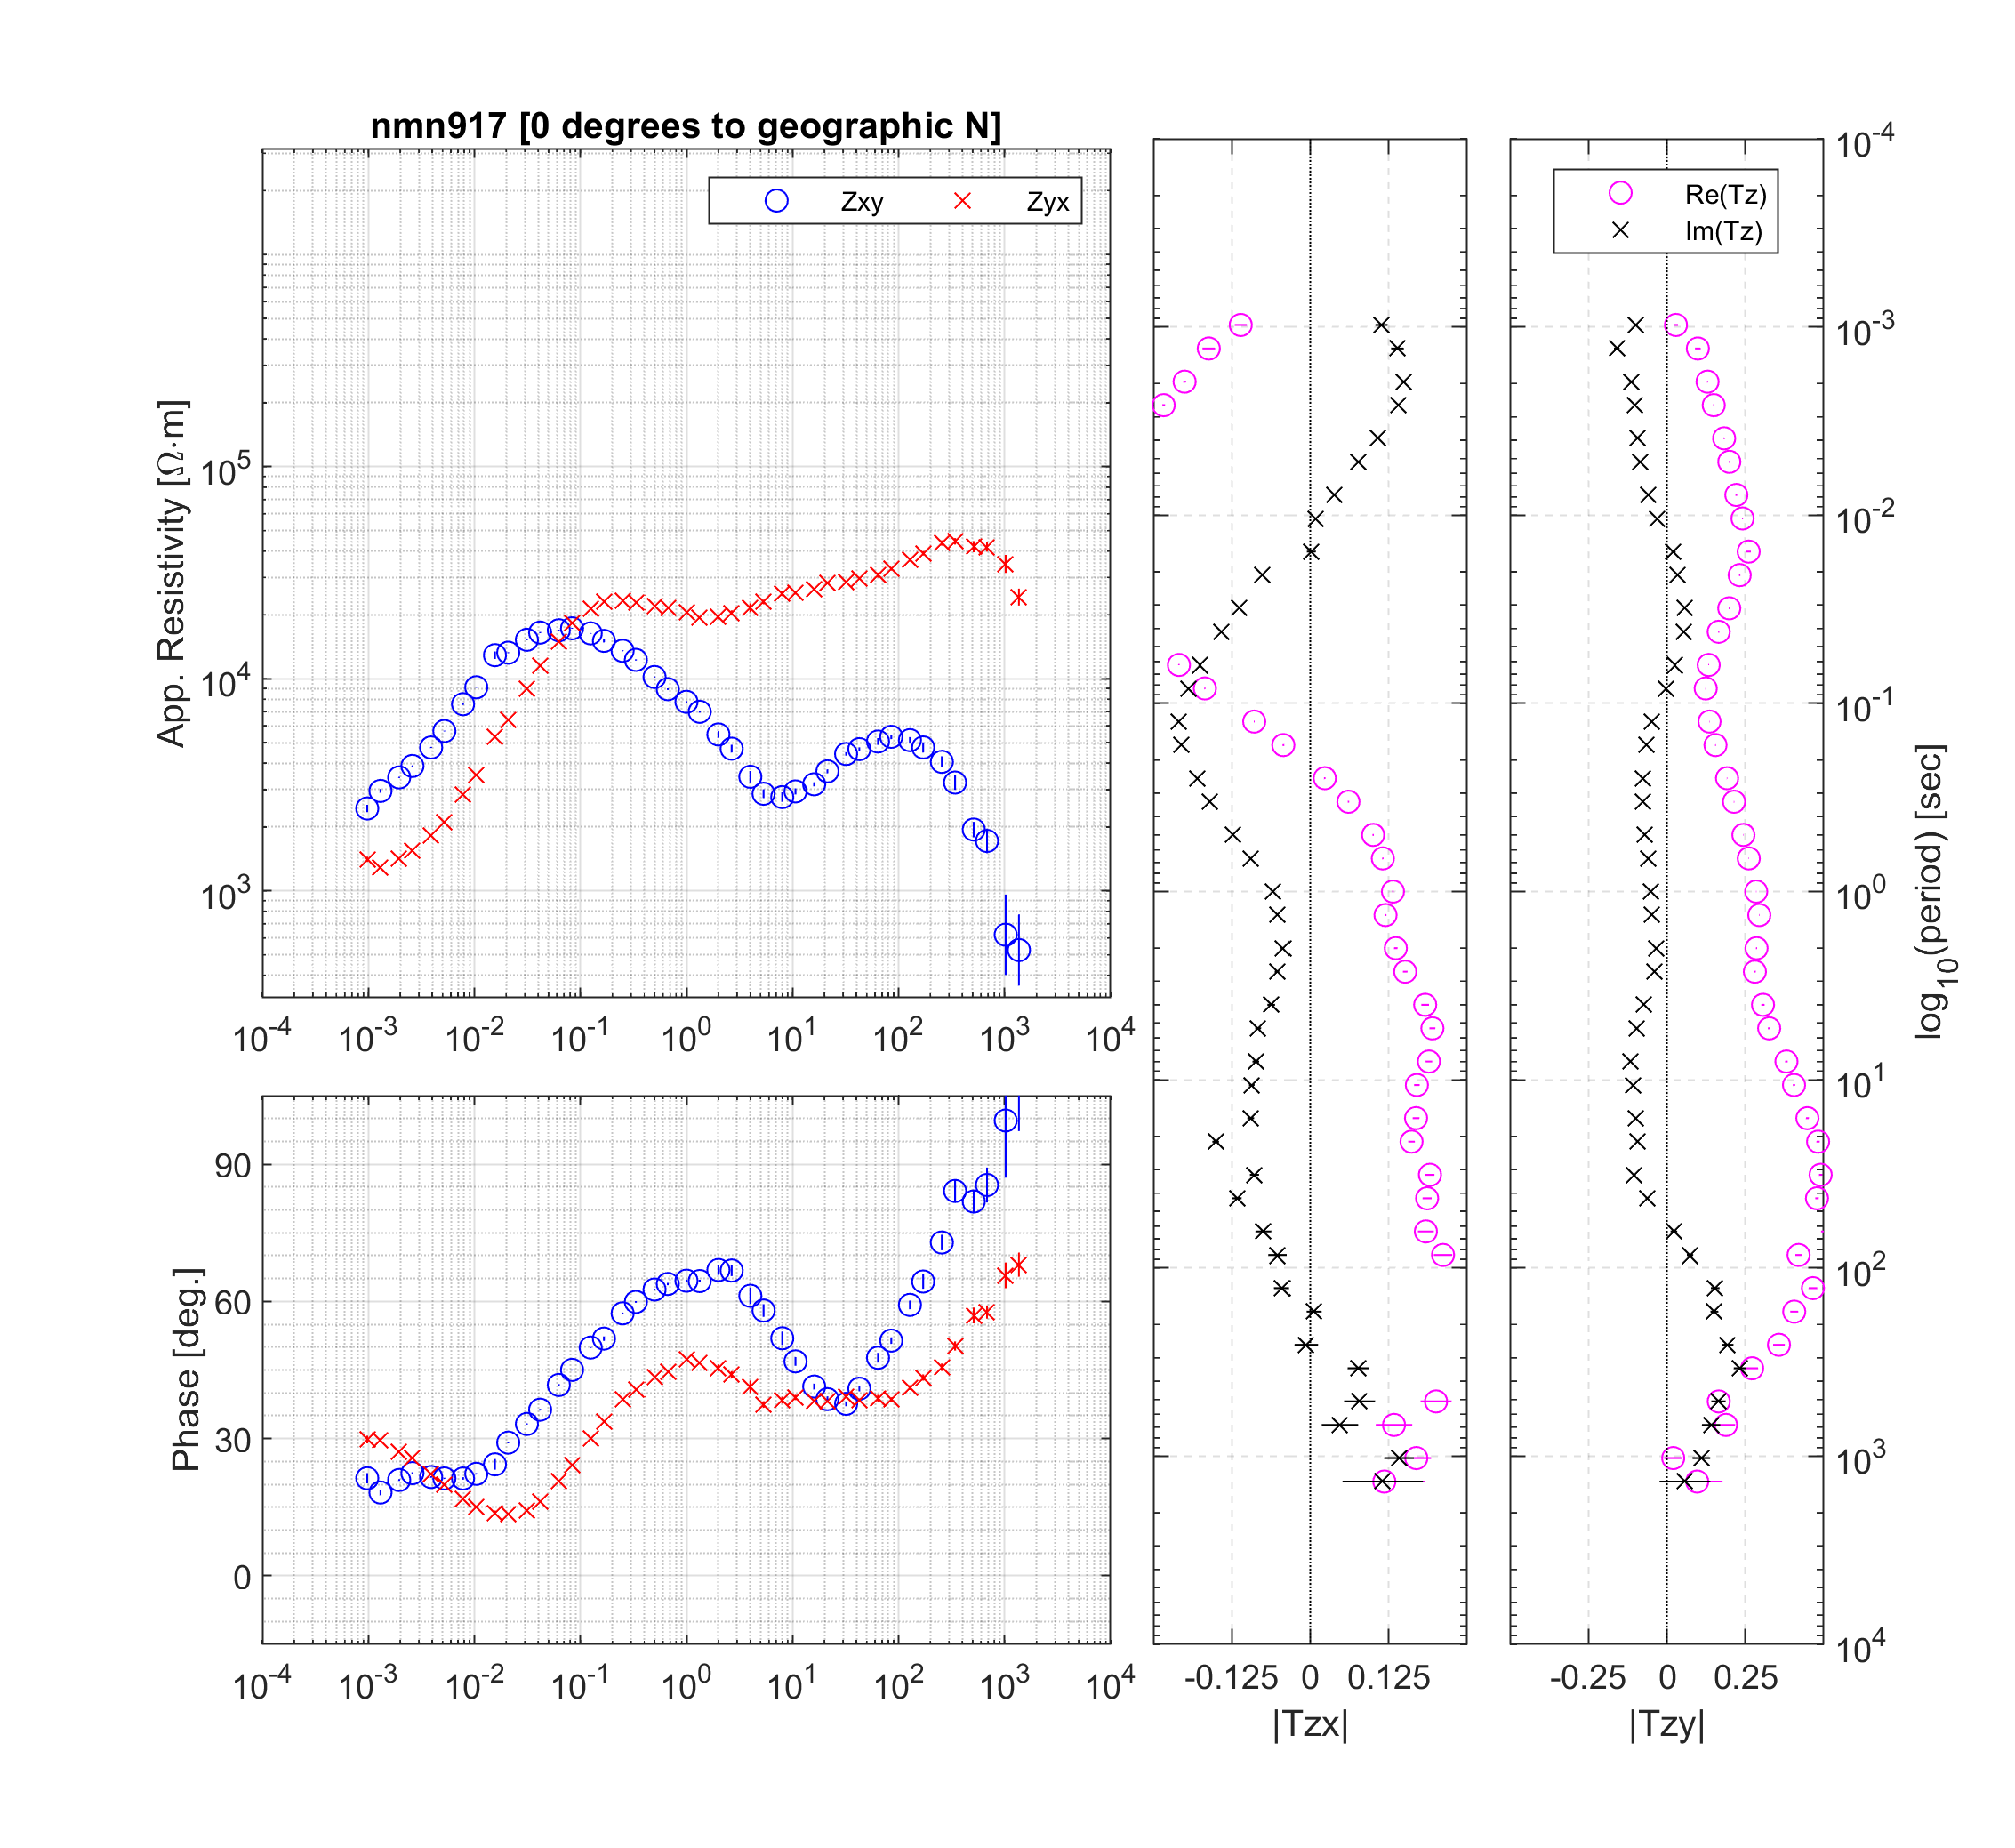 nmn917 [0 degrees to geographic N]
Zxy Zyx
App. Resistivity [Ω·m]
10^5
10^4
10^3
10^-4 10^-3 10^-2 10^-1 10^0 10^1 10^2 10^3 10^4
Phase [deg.]
90
60
30
0
10^-4 10^-3 10^-2 10^-1 10^0 10^1 10^2 10^3 10^4
-0.125 0 0.125
|Tzx|
Re(Tz)
Im(Tz)
-0.25 0 0.25
|Tzy|
10^-4
10^-3
10^-2
10^-1
10^0
10^1
10^2
10^3
10^4
log10(period) [sec]